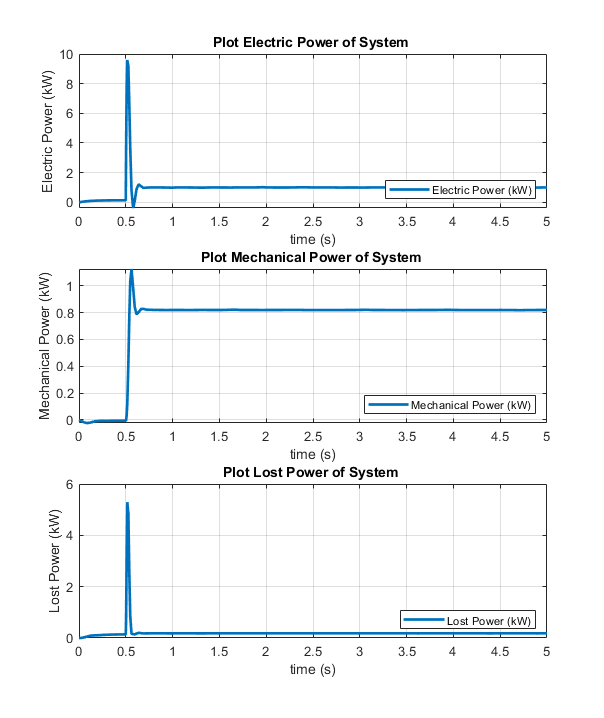 Plot Electric Power of System
Electric Power (kW)
10
8
6
4
2
0
Electric Power (kW)
0 0.5 1 1.5 2 2.5 3 3.5 4 4.5 5
time (s)
Plot Mechanical Power of System
Mechanical Power (kW)
1
0.8
0.6
0.4
0.2
0
Mechanical Power (kW)
0 0.5 1 1.5 2 2.5 3 3.5 4 4.5 5
time (s)
Plot Lost Power of System
Lost Power (kW)
6
4
2
0
Lost Power (kW)
0 0.5 1 1.5 2 2.5 3 3.5 4 4.5 5
time (s)